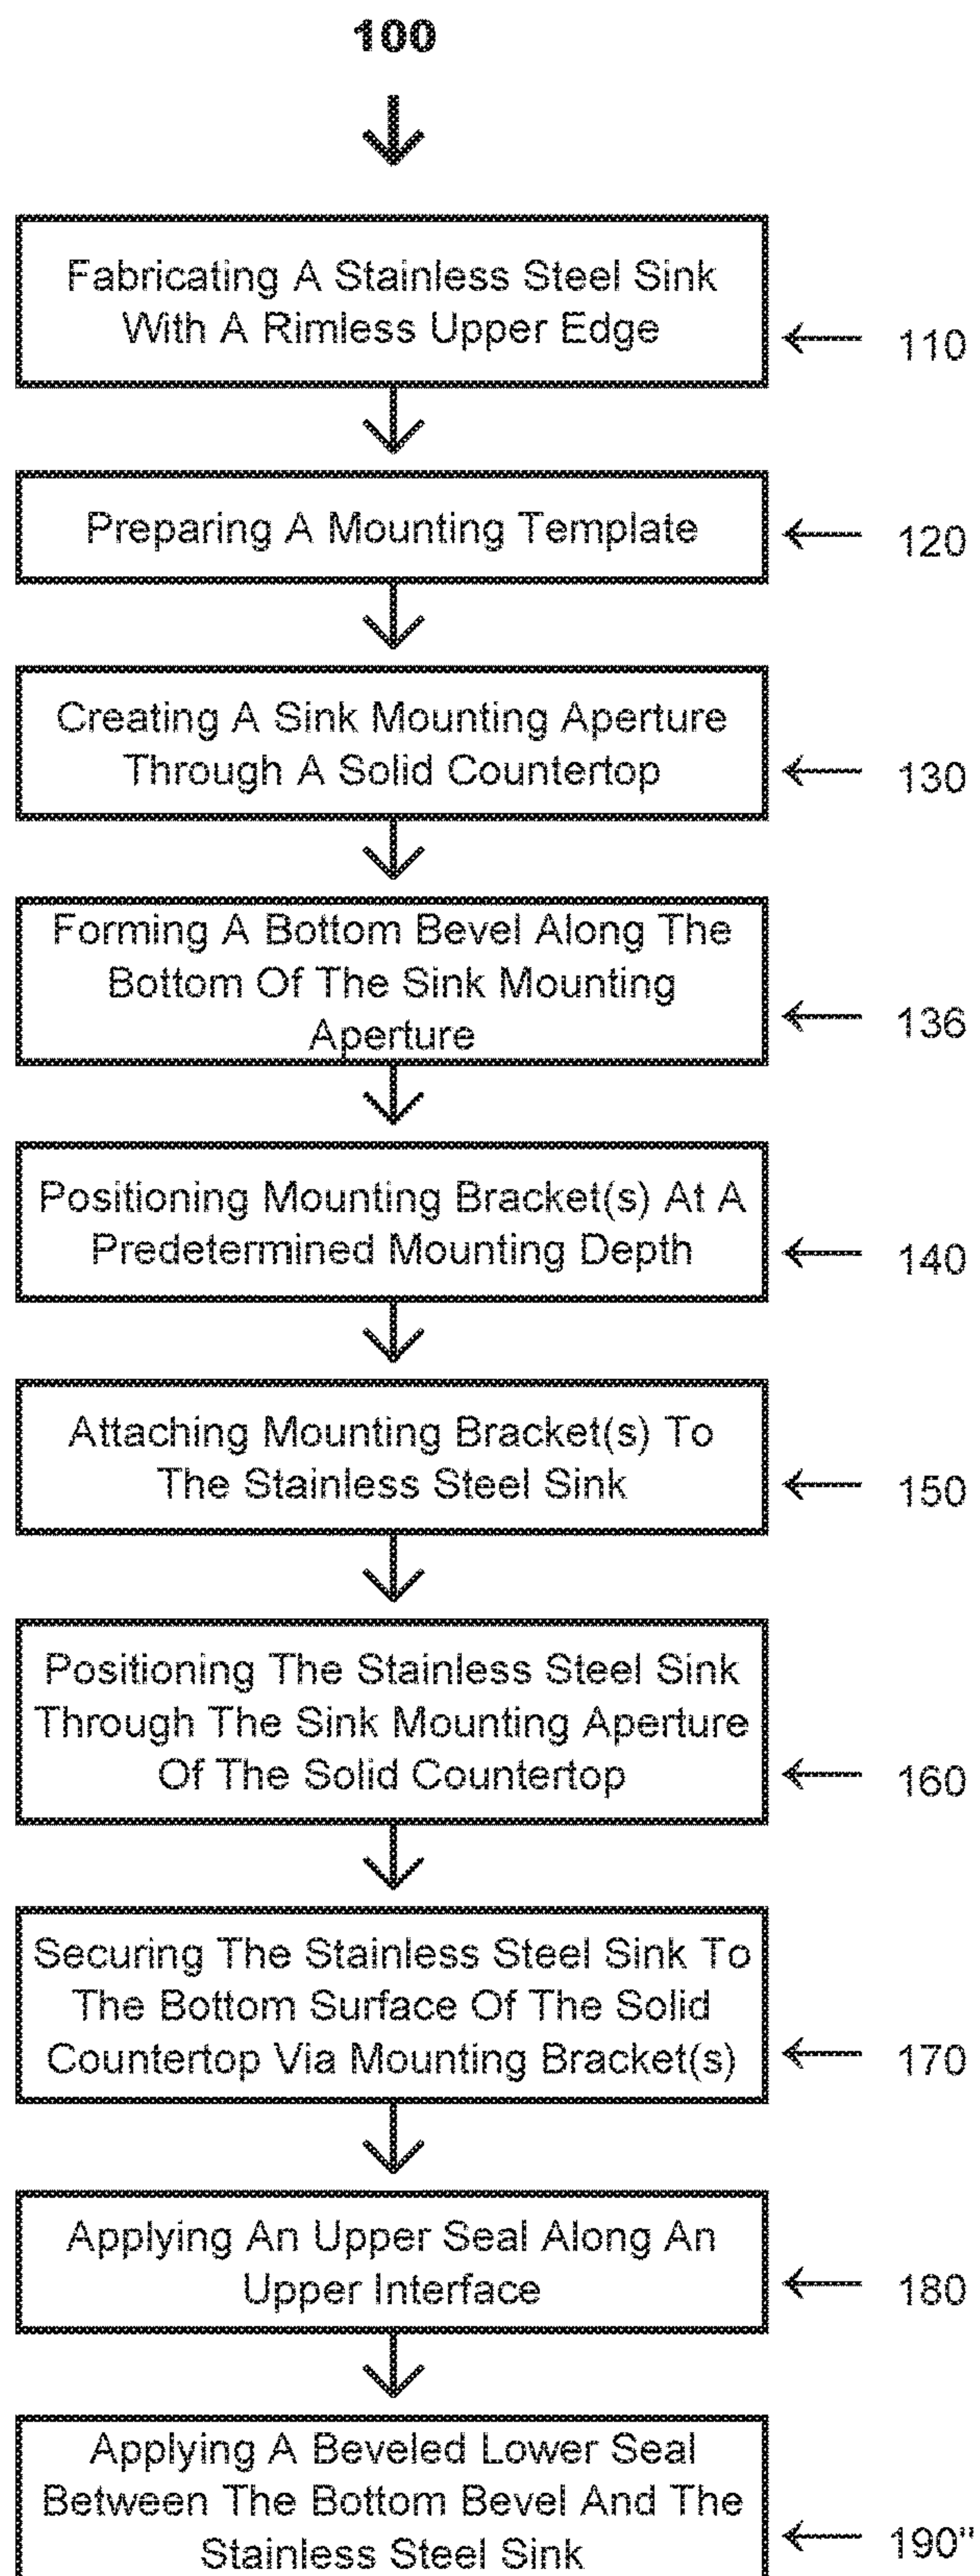 100
Fabricating A Stainless Steel Sink
With A Rimless Upper Edge
110
Preparing A Mounting Template
120
Creating A Sink Mounting Aperture
Through A Solid Countertop
130
Forming A Bottom Bevel Along The
Bottom Of The Sink Mounting
Aperture
136
Positioning Mounting Bracket(s) At A
Predetermined Mounting Depth
140
Attaching Mounting Bracket(s) To
The Stainless Steel Sink
150
Positioning The Stainless Steel Sink
Through The Sink Mounting Aperture
Of The Solid Countertop
160
Securing The Stainless Steel Sink To
The Bottom Surface Of The Solid
Countertop Via Mounting Bracket(s)
170
Applying An Upper Seal Along An
Upper Interface
180
Applying A Beveled Lower Seal
Between The Bottom Bevel And The
Stainless Steel Sink
190"